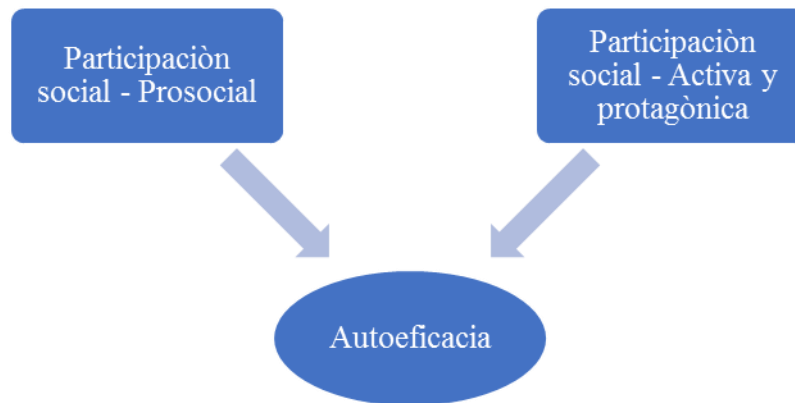 Participaciòn
social - Prosocial
Participaciòn
social - Activa y
protagònica
Autoeficacia